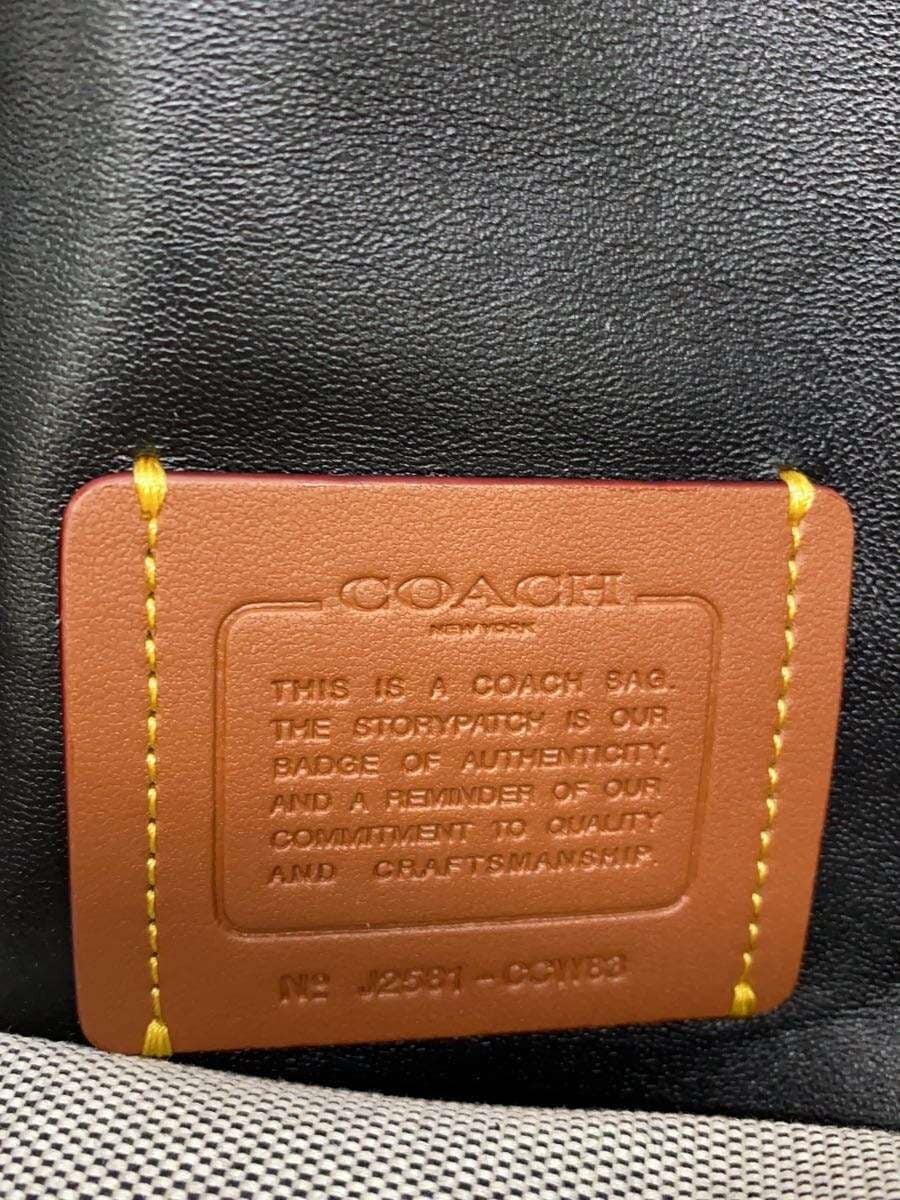 COACH
NEW YORK
THIS IS A COACH BAG.
THE STORYPATCH IS OUR
BADGE OF AUTHENTICITY,
AND A REMINDER OF OUR
COMMITMENT TO QUALITY
AND CRAFTSMANSHIP.
Nº J2581-CCW83